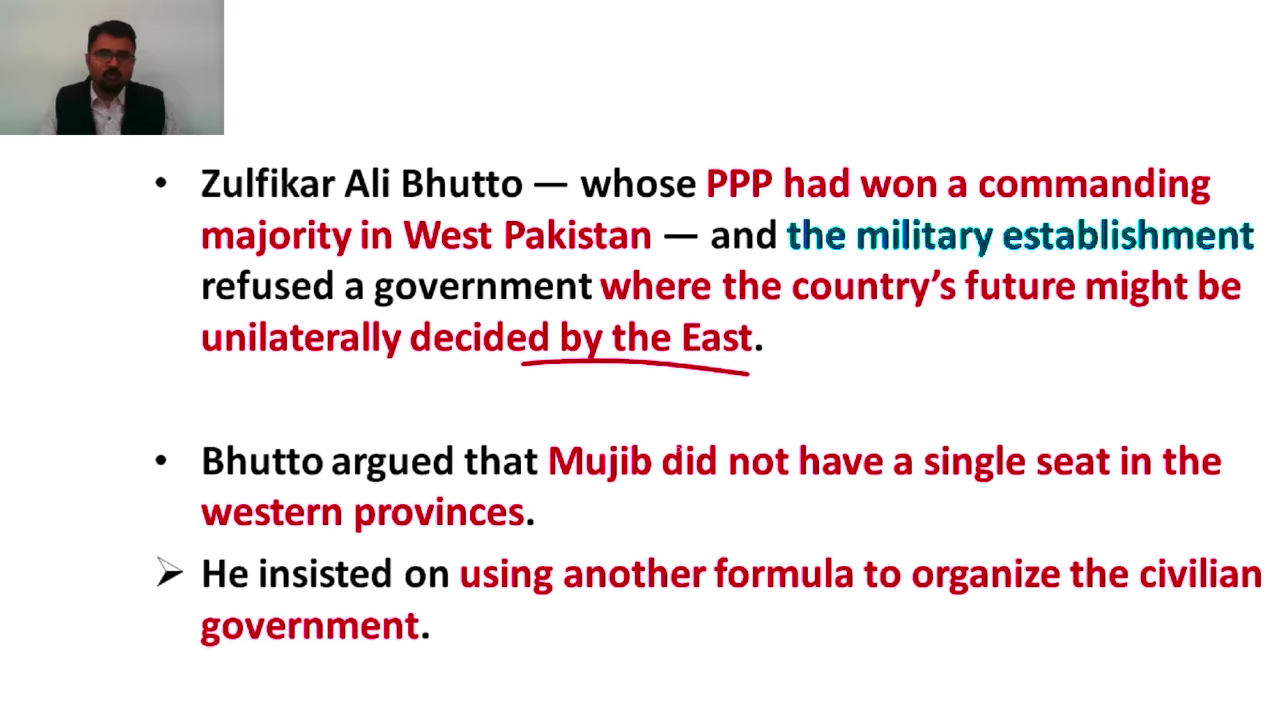 • Zulfikar Ali Bhutto — whose PPP had won a commanding
majority in West Pakistan — and the military establishment
refused a government where the country’s future might be
unilaterally decided by the East.
• Bhutto argued that Mujib did not have a single seat in the
western provinces.
➢ He insisted on using another formula to organize the civilian
government.